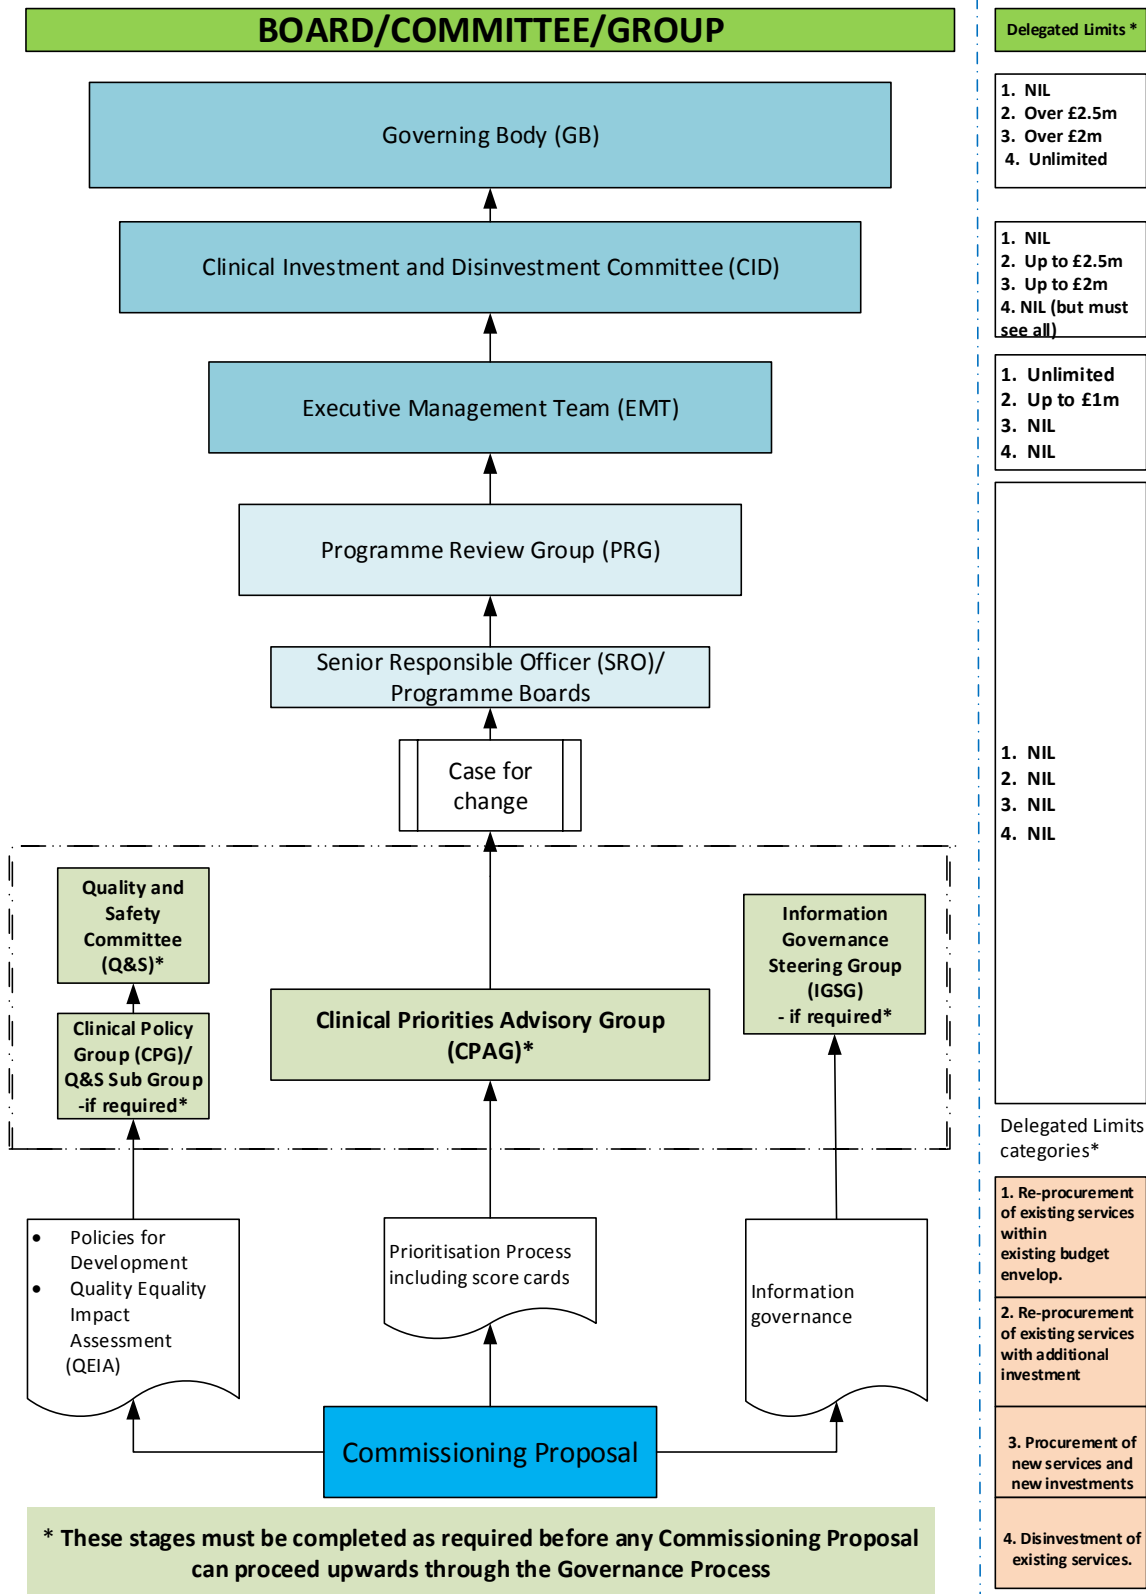 BOARD/COMMITTEE/GROUP
Delegated Limits *
Governing Body (GB)
1. NIL
2. Over £2.5m
3. Over £2m
4. Unlimited
Clinical Investment and Disinvestment Committee (CID)
1. NIL
2. Up to £2.5m
3. Up to £2m
4. NIL (but must
see all)
Executive Management Team (EMT)
1. Unlimited
2. Up to £1m
3. NIL
4. NIL
Programme Review Group (PRG)
Senior Responsible Officer (SRO)/
Programme Boards
Case for
change
1. NIL
2. NIL
3. NIL
4. NIL
Quality and
Safety
Committee
(Q&S)*
Clinical Policy
Group (CPG)/
Q&S Sub Group
-if required*
Clinical Priorities Advisory Group
(CPAG)*
Information
Governance
Steering Group
(IGSG)
- if required*
Delegated Limits
categories*
• Policies for
Development
• Quality Equality
Impact
Assessment
(QEIA)
Prioritisation Process
including score cards
Information
governance
1. Re-procurement
of existing services
within
existing budget
envelop.
2. Re-procurement
of existing services
with additional
investment
3. Procurement of
new services and
new investments
4. Disinvestment of
existing services.
Commissioning Proposal
* These stages must be completed as required before any Commissioning Proposal
can proceed upwards through the Governance Process